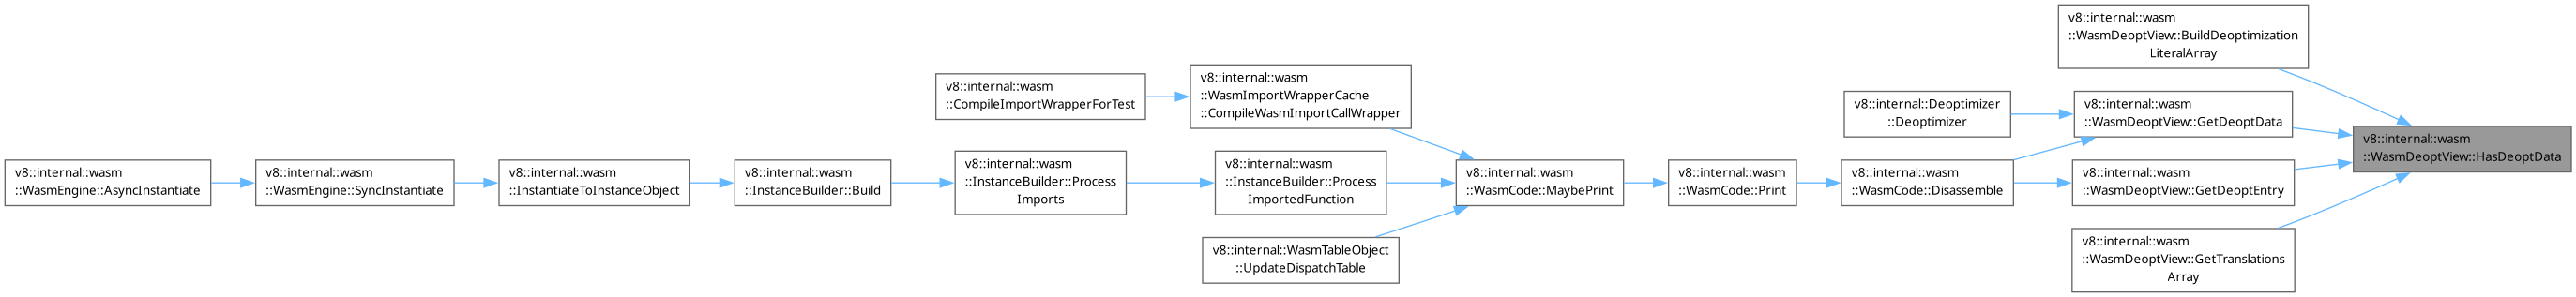 v8::internal::wasm
::WasmEngine::AsyncInstantiate
v8::internal::wasm
::WasmEngine::SyncInstantiate
v8::internal::wasm
::InstantiateToInstanceObject
v8::internal::wasm
::InstanceBuilder::Build
v8::internal::wasm
::CompileImportWrapperForTest
v8::internal::wasm
::InstanceBuilder::Process
Imports
v8::internal::wasm
::WasmImportWrapperCache
::CompileWasmImportCallWrapper
v8::internal::wasm
::InstanceBuilder::Process
ImportedFunction
v8::internal::WasmTableObject
::UpdateDispatchTable
v8::internal::wasm
::WasmCode::MaybePrint
v8::internal::wasm
::WasmCode::Print
v8::internal::Deoptimizer
::Deoptimizer
v8::internal::wasm
::WasmCode::Disassemble
v8::internal::wasm
::WasmDeoptView::BuildDeoptimization
LiteralArray
v8::internal::wasm
::WasmDeoptView::GetDeoptData
v8::internal::wasm
::WasmDeoptView::GetDeoptEntry
v8::internal::wasm
::WasmDeoptView::GetTranslations
Array
v8::internal::wasm
::WasmDeoptView::HasDeoptData